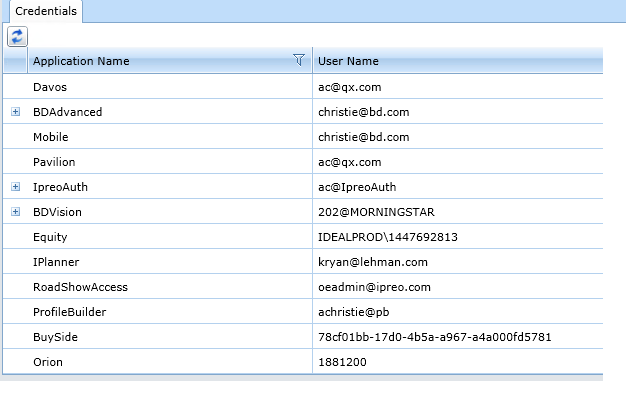 Credentials
Application Name User Name
Davos ac@qx.com
BDAdvanced christie@bd.com
Mobile christie@bd.com
Pavilion ac@qx.com
IpreoAuth ac@IpreoAuth
BDVision 202@MORNINGSTAR
Equity IDEALPROD\1447692813
IPlanner kryan@lehman.com
RoadShowAccess oeadmin@ipreo.com
ProfileBuilder achristie@pb
BuySide 78cf01bb-17d0-4b5a-a967-a4a000fd5781
Orion 1881200